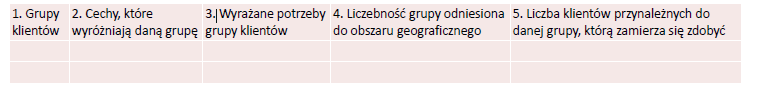 1. Grupy klientów
2. Cechy, które wyróżniają daną grupę
3. Wyrażane potrzeby grupy klientów
4. Liczebność grupy odniesiona do obszaru geograficznego
5. Liczba klientów przynależnych do danej grupy, którą zamierza się zdobyć